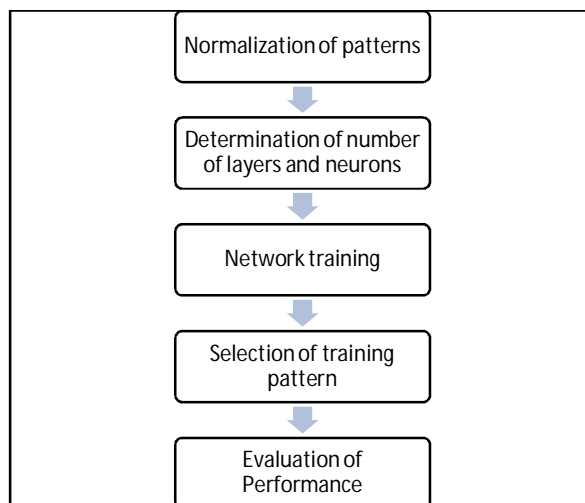 Normalization of patterns
Determination of number
of layers and neurons
Network training
Selection of training
pattern
Evaluation of
Performance